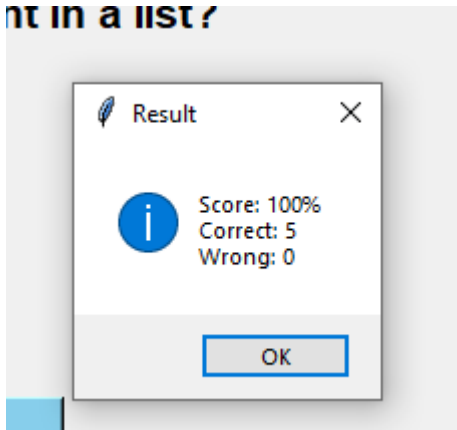 nt in a list?
Result
Score: 100%
Correct: 5
Wrong: 0
OK